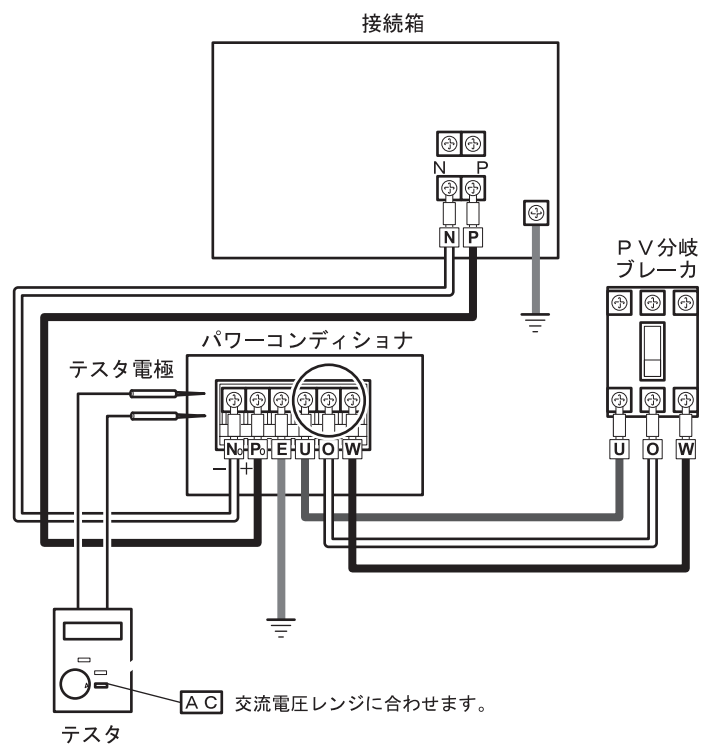 接続箱
N P
N P
PV分岐
ブレーカ
パワーコンディショナ
テスタ電極
N₀ P₀ E U O W
− +
U O W
A
AC 交流電圧レンジに合わせます。
テスタ